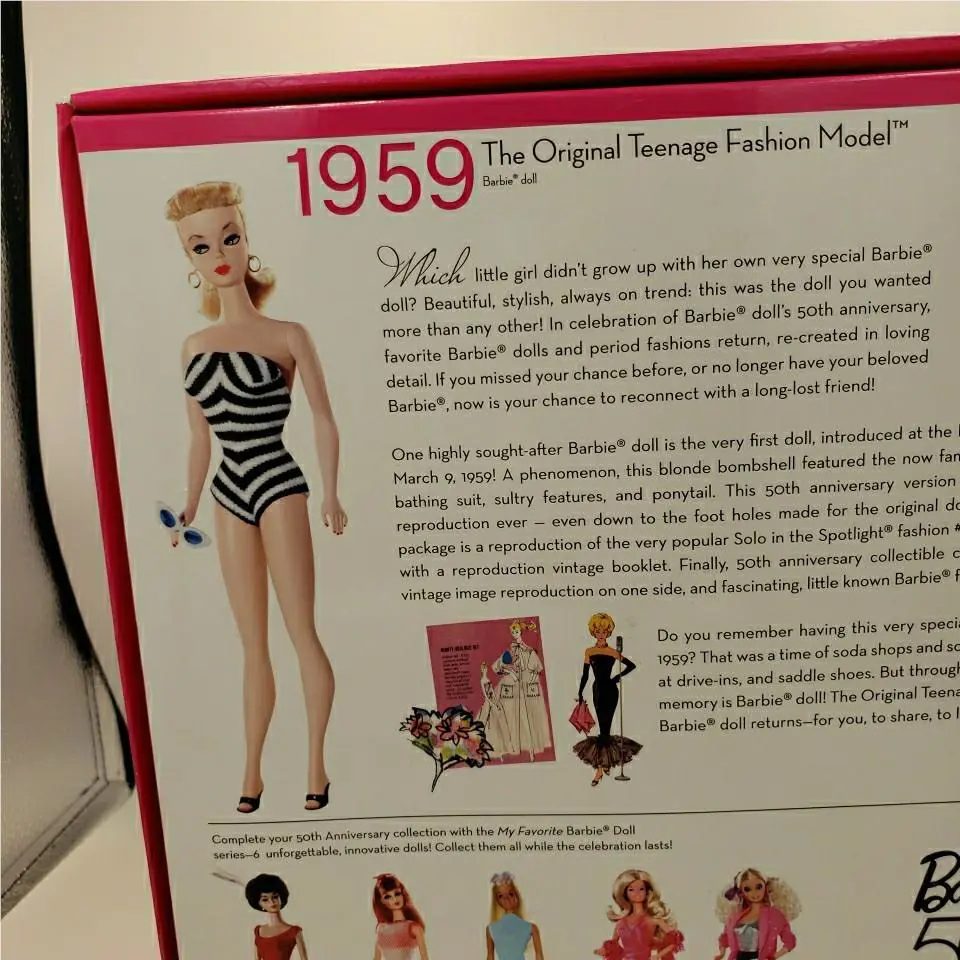 1959 The Original Teenage Fashion Model™
Barbie® doll
Which little girl didn't grow up with her own very special Barbie®
doll? Beautiful, stylish, always on trend: this was the doll you wanted
more than any other! In celebration of Barbie® doll's 50th anniversary,
favorite Barbie® dolls and period fashions return, re-created in loving
detail. If you missed your chance before, or no longer have your beloved
Barbie®, now is your chance to reconnect with a long-lost friend!
One highly sought-after Barbie® doll is the very first doll, introduced at the
March 9, 1959! A phenomenon, this blonde bombshell featured the now
bathing suit, sultry features, and ponytail. This 50th anniversary version
reproduction ever – even down to the foot holes made for the original
package is a reproduction of the very popular Solo in the Spotlight® fashion #
with a reproduction vintage booklet. Finally, 50th anniversary collectible
vintage image reproduction on one side, and fascinating, little known Barbie®
Do you remember having this very
1959? That was a time of soda shops and
at drive-ins, and saddle shoes. But
memory is Barbie® doll! The Original
Barbie® doll returns—for you, to share, to
Complete your 50th Anniversary collection with the My Favorite Barbie® Doll
series—6 unforgettable, innovative dolls! Collect them all while the celebration lasts!